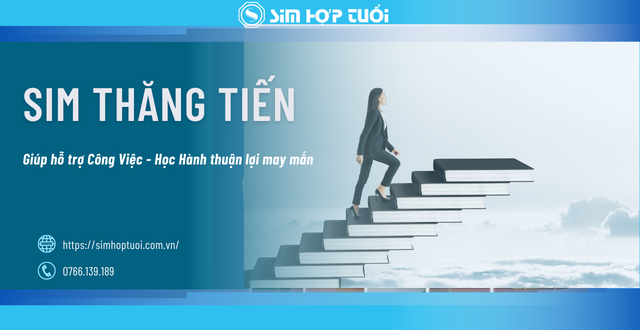 SIM HỢP TUỔI
SIM THĂNG TIẾN
Giúp hỗ trợ Công Việc - Học Hành thuận lợi may mắn
https://simhoptuoi.com.vn/
0766.139.189